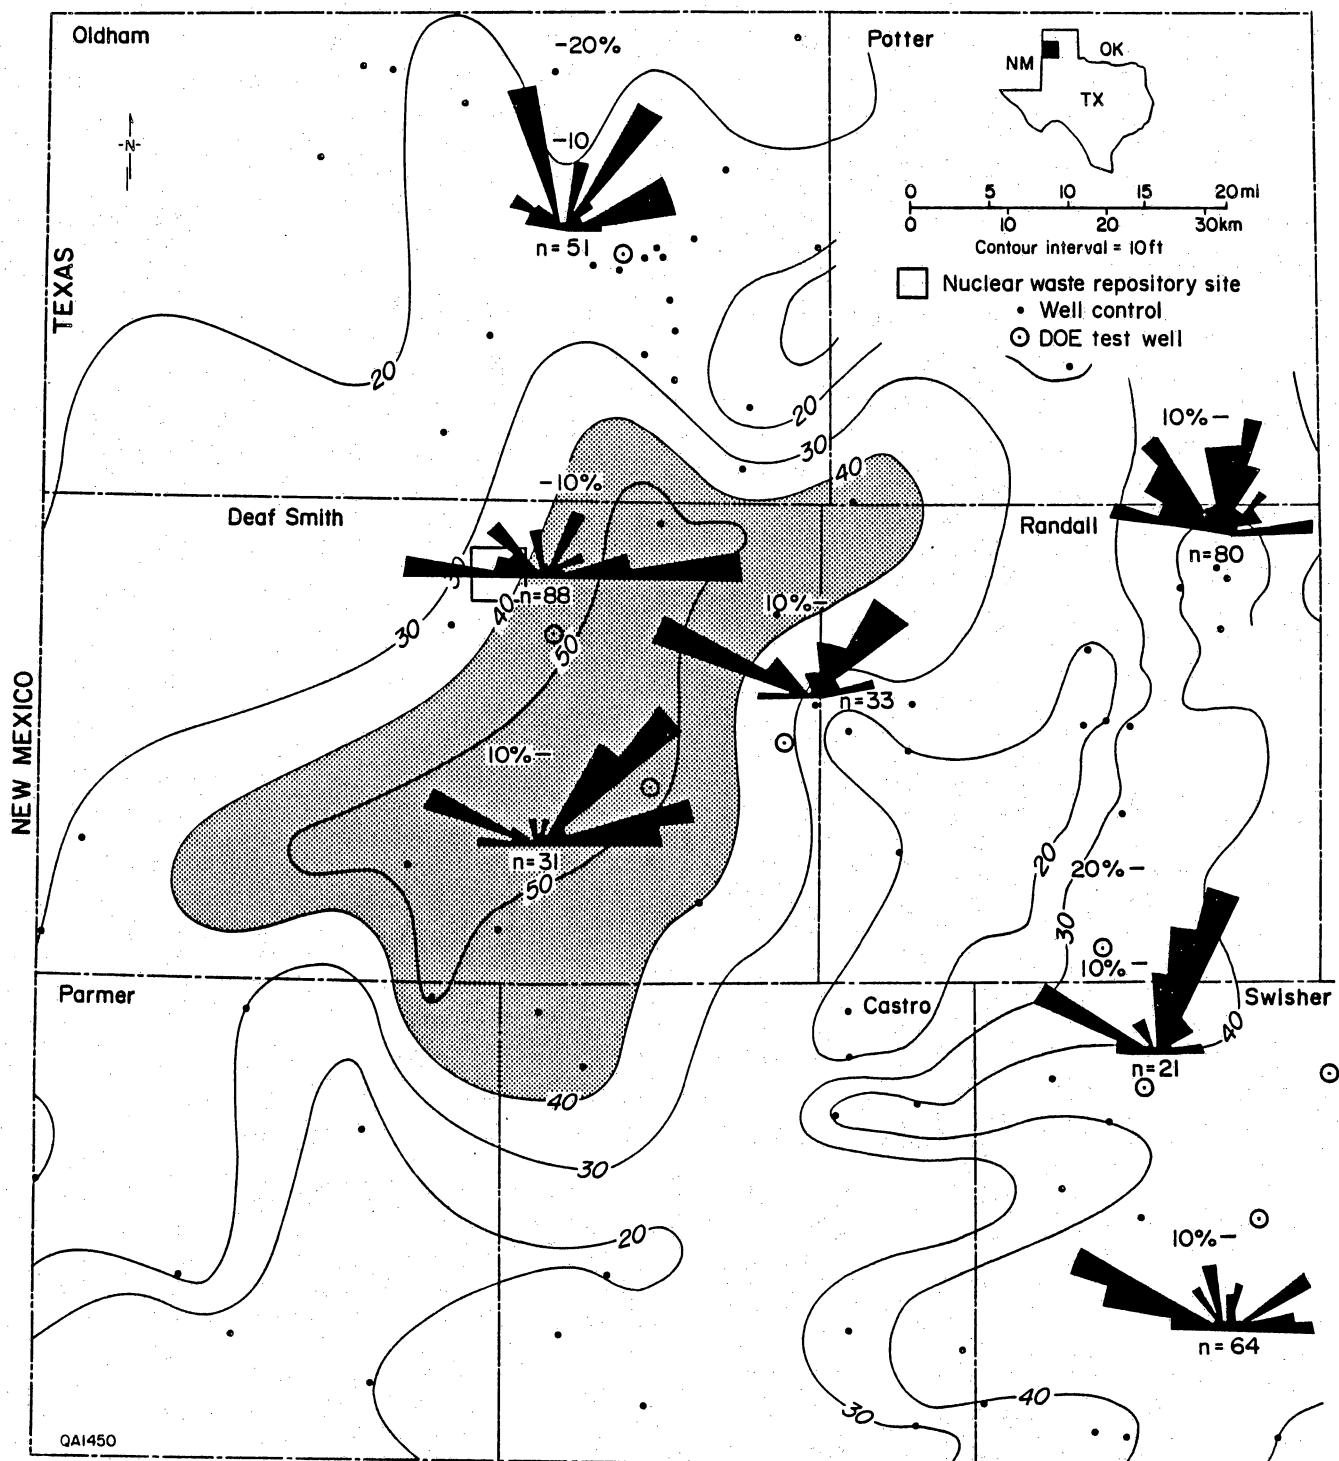 Oldham
-20%
Potter
NM
OK
TX
-N-
-10
0 5 10 15 20 mi
0 10 20 30 km
Contour interval = 10 ft
n = 51
Nuclear waste repository site
Well control
DOE test well
TEXAS
20
20
30
40
10% -
-10%
Deaf Smith
Randall
n = 80
30
40
n=88
10% -
30
50
n=33
NEW MEXICO
10% -
n=31
50
20
20% -
30
10% -
Parmer
Castro
Swisher
40
n=21
40
30
20
10% -
n = 64
40
30
QA1450